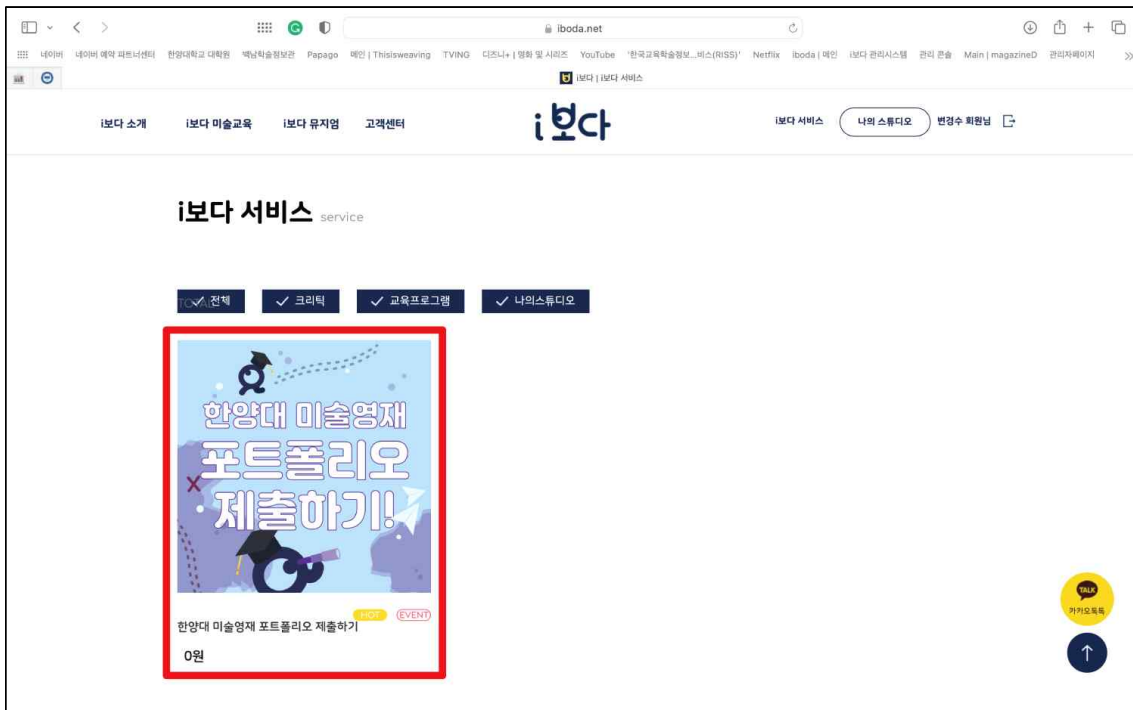 iboda.net
네이버 네이버 예약 파트너센터 한양대학교 대학원 백남학술정보관 Papago 메인 | Thisisweaving TVING 디즈니+ | 영화 및 시리즈 YouTube '한국교육학술정보...비스(RISS)' Netflix iboda | 메인 i보다 관리시스템 관리 콘솔 Main | magazineD 관리자페이지
i보다 | i보다 서비스
i보다 소개 i보다 미술교육 i보다 뮤지엄 고객센터 i보다 i보다 서비스 나의 스튜디오 변경수 회원님
i보다 서비스 service
TOTAL 전체 크리틱 교육프로그램 나의스튜디오
한양대 미술영재
포트폴리오
제출하기!
HOT EVENT
한양대 미술영재 포트폴리오 제출하기
0원
TALK
카카오톡톡